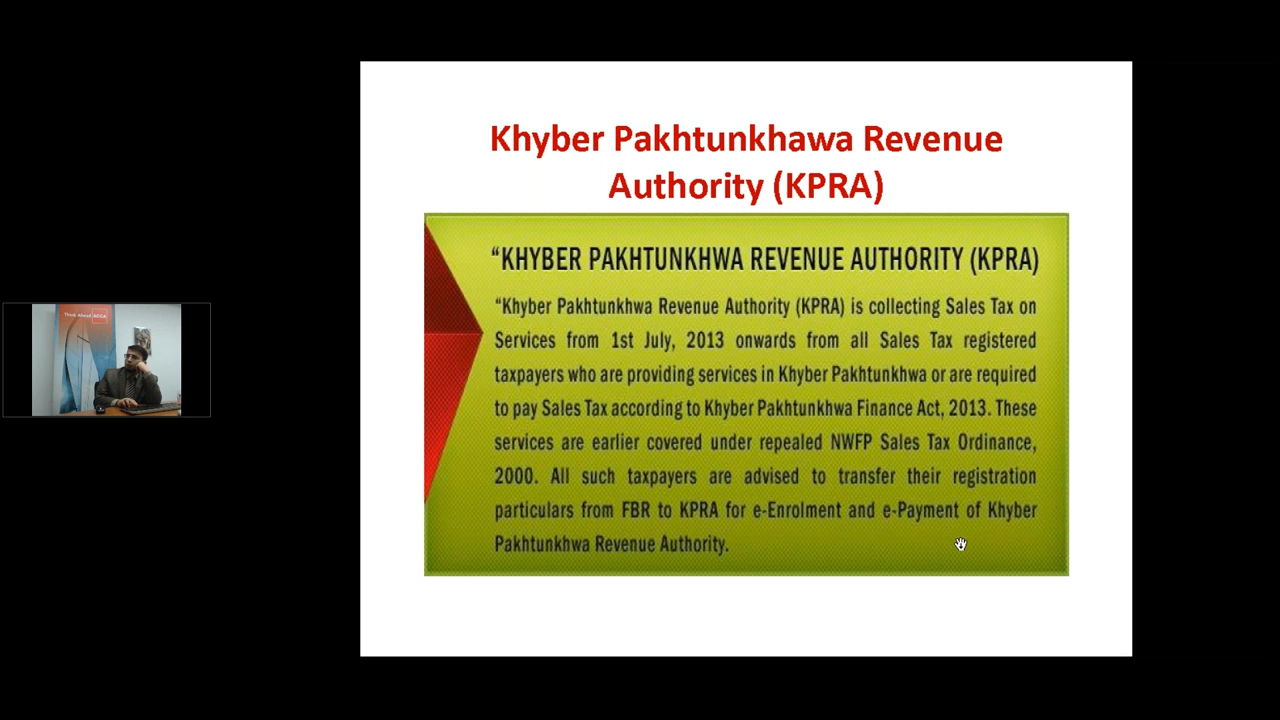 Khyber Pakhtunkhawa Revenue
Authority (KPRA)
“KHYBER PAKHTUNKHWA REVENUE AUTHORITY (KPRA)
“Khyber Pakhtunkhwa Revenue Authority (KPRA) is collecting Sales Tax on
Services from 1st July, 2013 onwards from all Sales Tax registered
taxpayers who are providing services in Khyber Pakhtunkhwa or are required
to pay Sales Tax according to Khyber Pakhtunkhwa Finance Act, 2013. These
services are earlier covered under repealed NWFP Sales Tax Ordinance,
2000. All such taxpayers are advised to transfer their registration
particulars from FBR to KPRA for e-Enrolment and e-Payment of Khyber
Pakhtunkhwa Revenue Authority.
Think Ahead ACCA